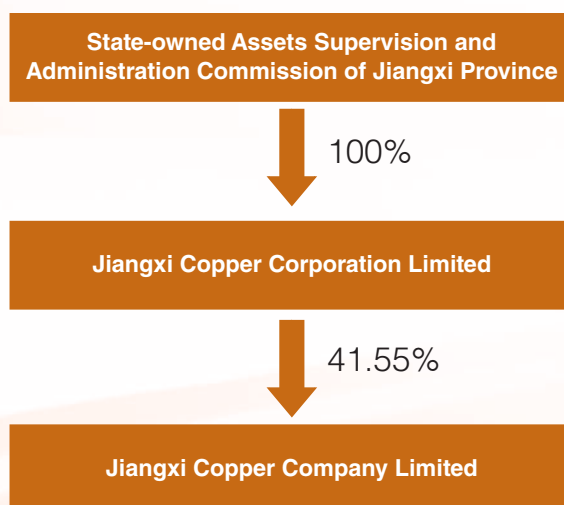 State-owned Assets Supervision and
Administration Commission of Jiangxi Province
100%
Jiangxi Copper Corporation Limited
41.55%
Jiangxi Copper Company Limited